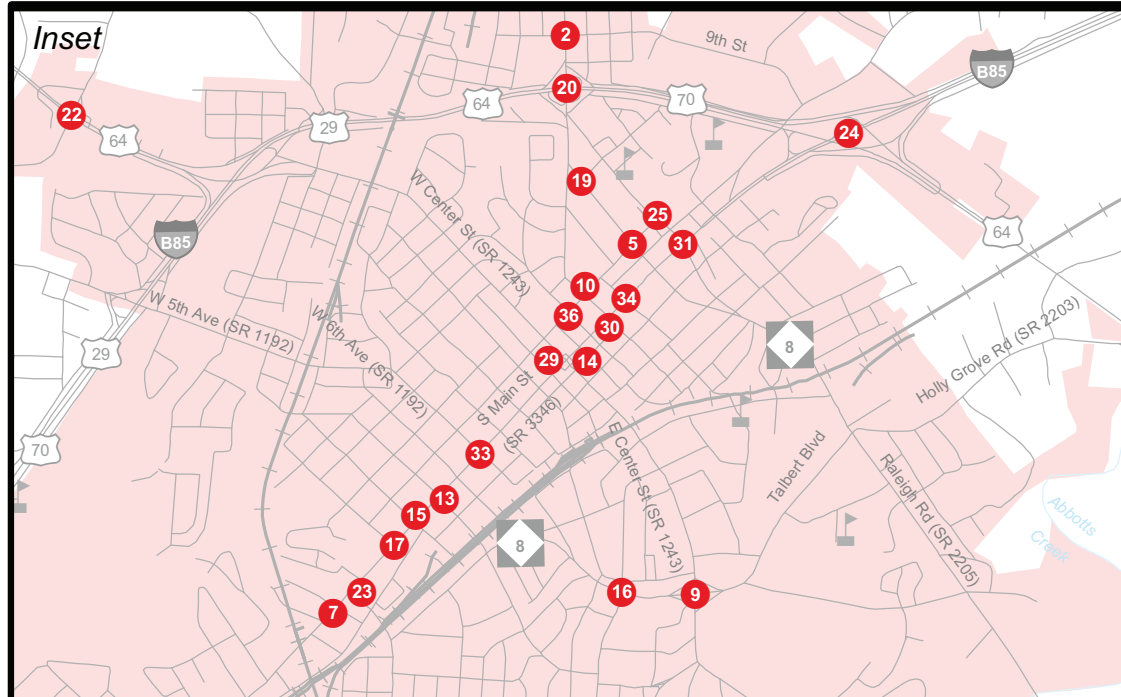 Inset
2
9th St
B85
20
64
70
22
29
24
64
19
W Center St (SR 1243)
25
5
31
64
B85
10
34
W 5th Ave (SR 1192)
36
W 6th Ave (SR 1192)
30
Holly Grove Rd (SR 2203)
29
29
14
8
S Main St
(SR 3346)
70
33
E Center St (SR 1243)
Talbert Blvd
Raleigh Rd (SR 2205)
13
15
Abbotts
Creek
17
8
23
16
9
7